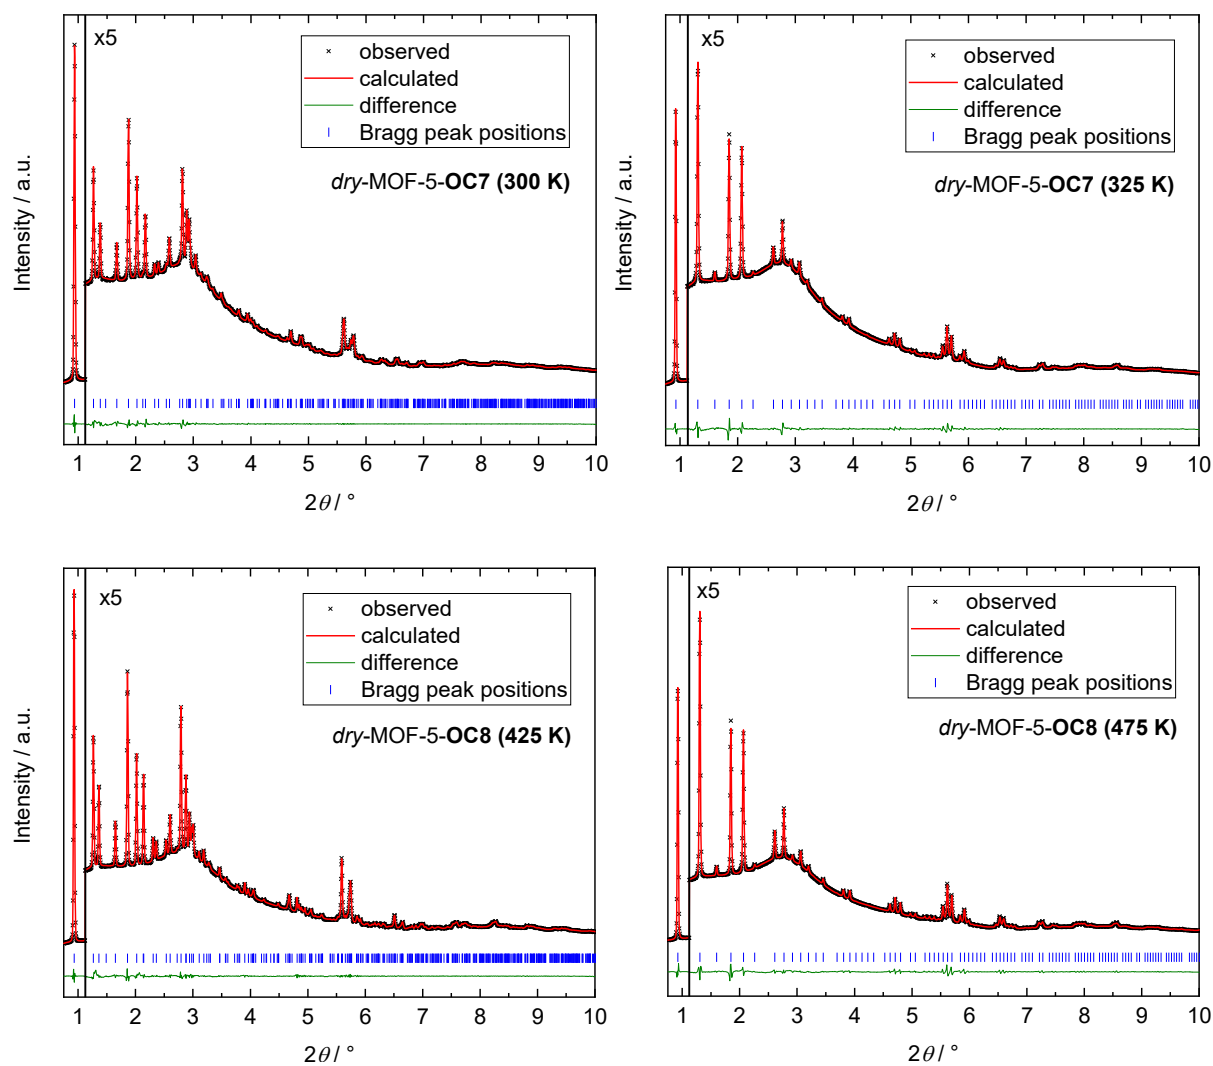 x5
observed
calculated
difference
Bragg peak positions
dry-MOF-5-OC7 (300 K)
Intensity / a.u.
1 2 3 4 5 6 7 8 9 10
2θ / °
x5
observed
calculated
difference
Bragg peak positions
dry-MOF-5-OC7 (325 K)
Intensity / a.u.
1 2 3 4 5 6 7 8 9 10
2θ / °
x5
observed
calculated
difference
Bragg peak positions
dry-MOF-5-OC8 (425 K)
Intensity / a.u.
1 2 3 4 5 6 7 8 9 10
2θ / °
x5
observed
calculated
difference
Bragg peak positions
dry-MOF-5-OC8 (475 K)
1 2 3 4 5 6 7 8 9 10
2θ / °